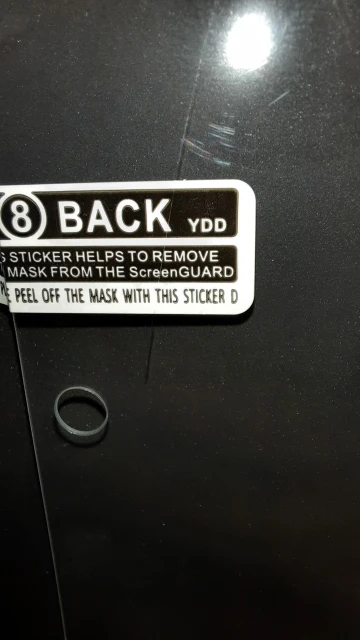 8 BACK YDD
S STICKER HELPS TO REMOVE
MASK FROM THE ScreenGUARD
PEEL OFF THE MASK WITH THIS STICKER D